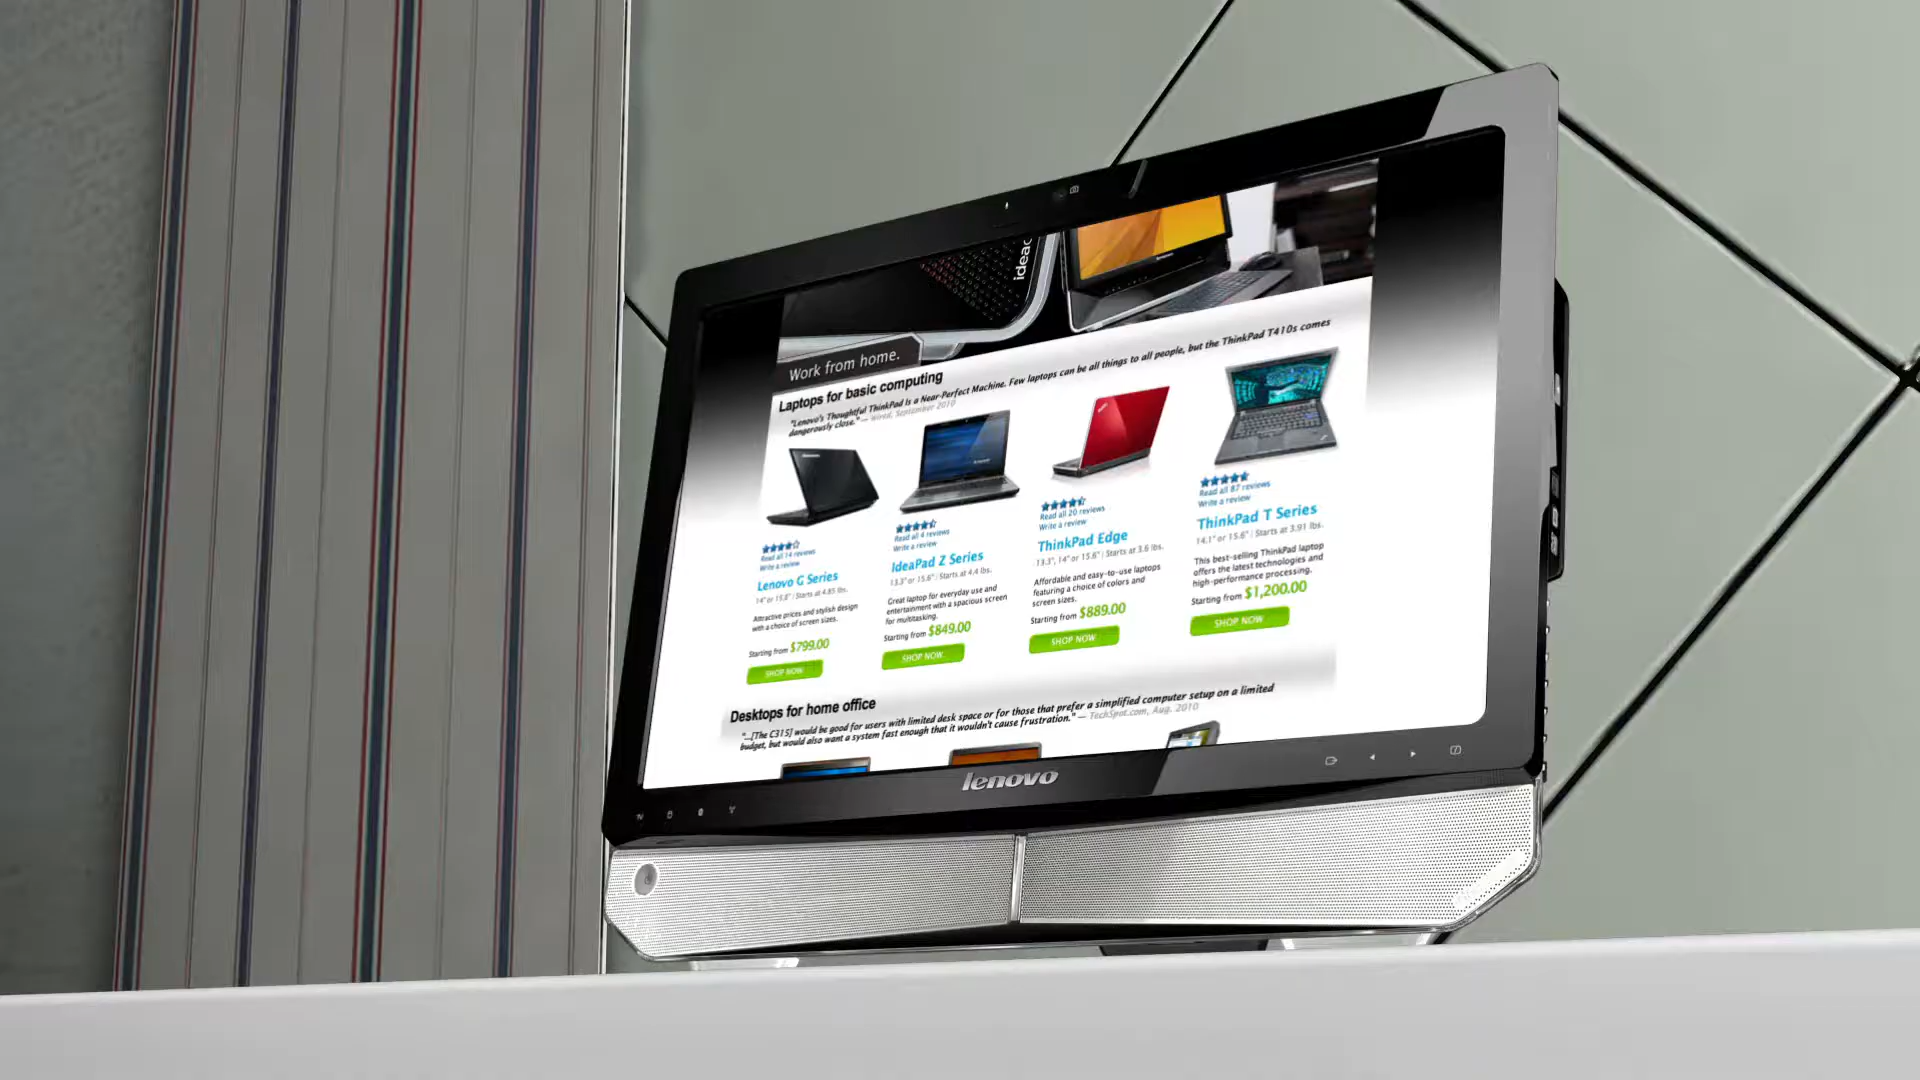 ideac
Work from home.
Laptops for basic computing
"Lenovo's Thoughtful ThinkPad is a Near-Perfect Machine. Few laptops can be all things to all people, but the ThinkPad T410s comes
dangerously close." — Wired, September 2010
Read all 14 reviews
Write a review
Lenovo G Series
14" or 15.6" | Starts at 4.85 lbs.
Attractive prices and stylish design
with a choice of screen sizes.
Starting from $799.00
SHOP NOW
Read all 4 reviews
Write a review
IdeaPad Z Series
13.3" or 15.6" | Starts at 4.4 lbs.
Great laptop for everyday use and
entertainment with a spacious screen
for multitasking.
Starting from $849.00
SHOP NOW
Read all 20 reviews
Write a review
ThinkPad Edge
13.3", 14" or 15.6" | Starts at 3.6 lbs.
Affordable and easy-to-use laptops
featuring a choice of colors and
screen sizes.
Starting from $889.00
SHOP NOW
Read all 87 reviews
Write a review
ThinkPad T Series
14.1" or 15.6" | Starts at 3.91 lbs.
This best-selling ThinkPad laptop
offers the latest technologies and
high-performance processing.
Starting from $1,200.00
SHOP NOW
Desktops for home office
"...[The C315] would be good for users with limited desk space or for those that prefer a simplified computer setup on a limited
budget, but would also want a system fast enough that it wouldn't cause frustration." — TechSpot.com, Aug. 2010
lenovo
TV